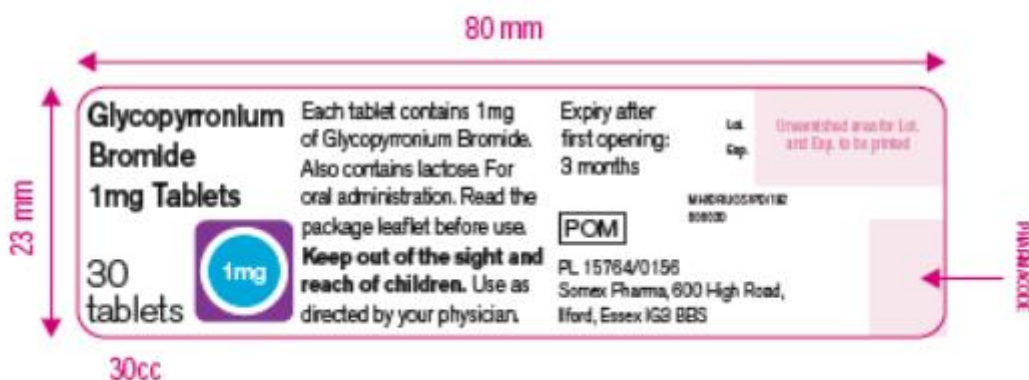 80 mm
23 mm
Glycopyrronium
Bromide
1mg Tablets
30
tablets
1mg
Each tablet contains 1mg
of Glycopyrronium Bromide.
Also contains lactose. For
oral administration. Read the
package leaflet before use.
Keep out of the sight and
reach of children. Use as
directed by your physician.
Expiry after
first opening:
3 months
POM
PL 15764/0156
Somex Pharma, 600 High Road,
Ilford, Essex IG3 8BS
Lot.
Exp.
Unvarnished area for Lot.
and Exp. to be printed
PHARMACODE
30cc